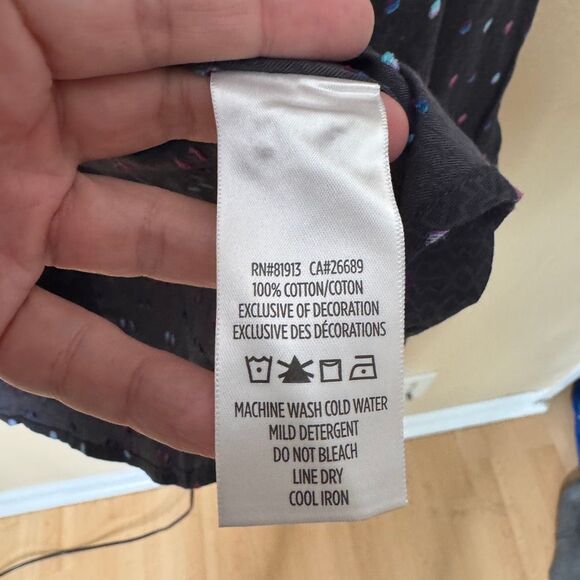 RN#81913 CA#26689
100% COTTON/COTON
EXCLUSIVE OF DECORATION
EXCLUSIVE DES DÉCORATIONS
MACHINE WASH COLD WATER
MILD DETERGENT
DO NOT BLEACH
LINE DRY
COOL IRON